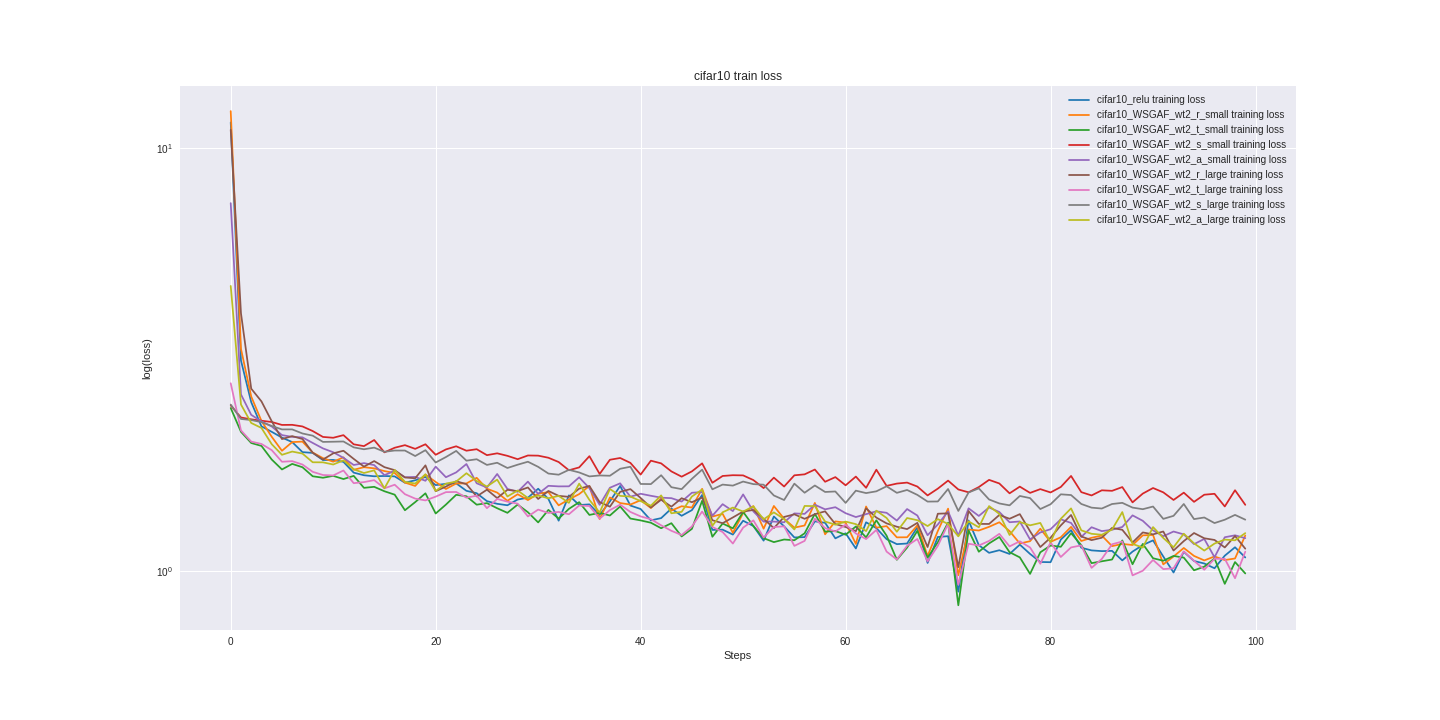 cifar10 train loss
cifar10_relu training loss
cifar10_WSGAF_wt2_r_small training loss
cifar10_WSGAF_wt2_t_small training loss
cifar10_WSGAF_wt2_s_small training loss
cifar10_WSGAF_wt2_a_small training loss
cifar10_WSGAF_wt2_r_large training loss
cifar10_WSGAF_wt2_t_large training loss
cifar10_WSGAF_wt2_s_large training loss
cifar10_WSGAF_wt2_a_large training loss
10¹
log(loss)
10⁰
0 20 40 60 80 100
Steps